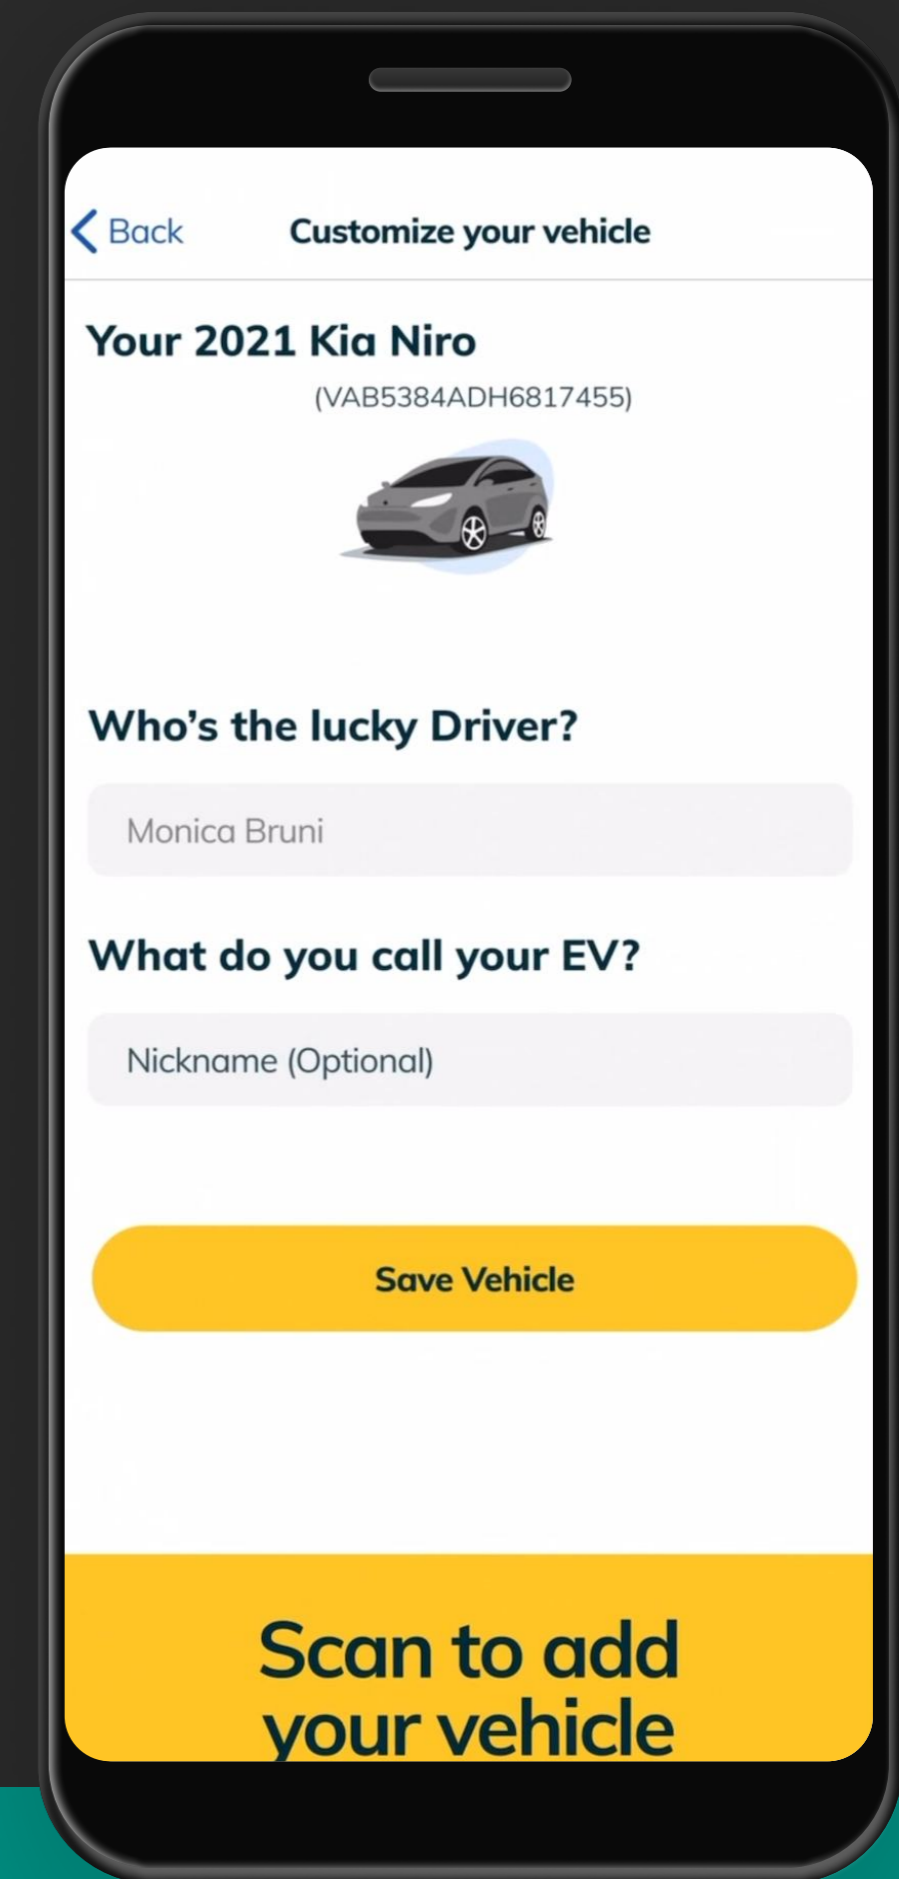 Back
Customize your vehicle
Your 2021 Kia Niro
(VAB5384ADH6817455)
Who's the lucky Driver?
Monica Bruni
What do you call your EV?
Nickname (Optional)
Save Vehicle
Scan to add
your vehicle